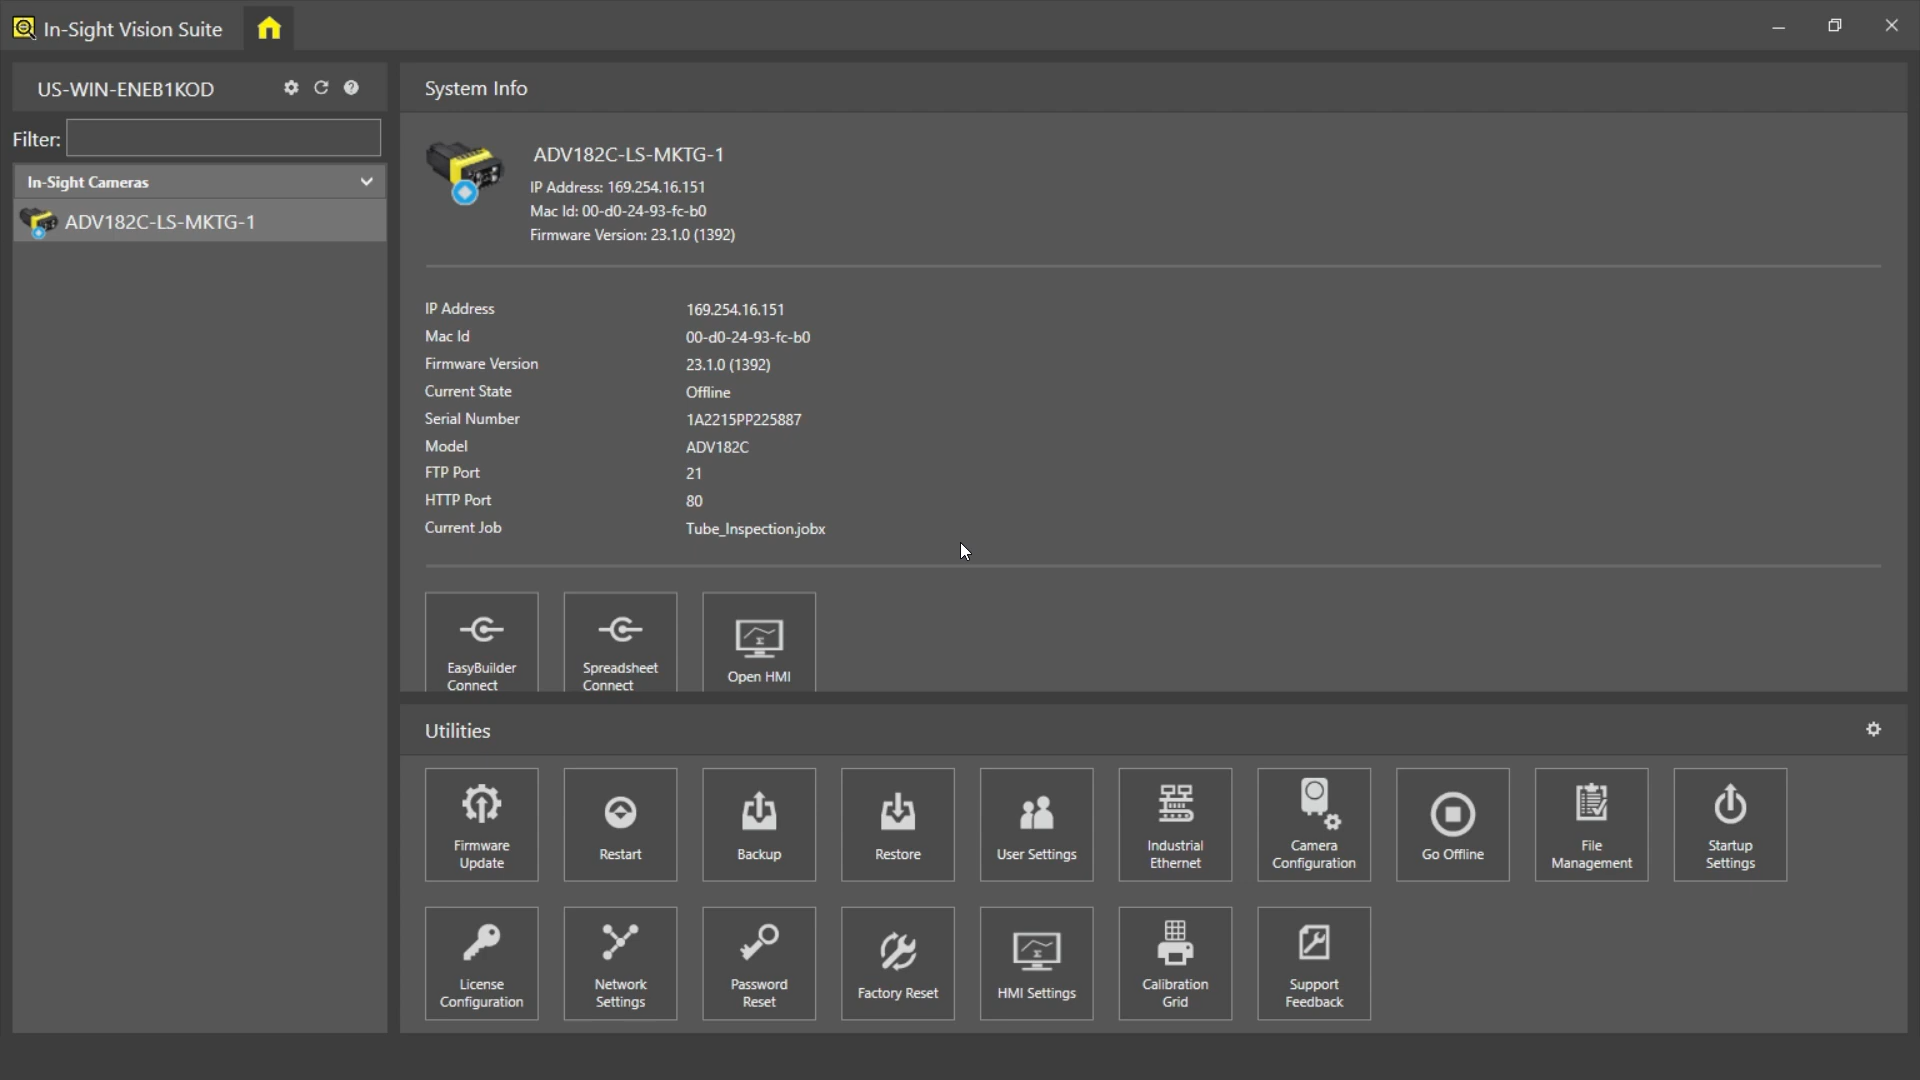 In-Sight Vision Suite
US-WIN-ENEB1KOD
Filter:
In-Sight Cameras
ADV182C-LS-MKTG-1
System Info
ADV182C-LS-MKTG-1
IP Address: 169.254.16.151
Mac Id: 00-d0-24-93-fc-b0
Firmware Version: 23.1.0 (1392)
IP Address 169.254.16.151
Mac Id 00-d0-24-93-fc-b0
Firmware Version 23.1.0 (1392)
Current State Offline
Serial Number 1A2215PP225887
Model ADV182C
FTP Port 21
HTTP Port 80
Current Job Tube_Inspection.jobx
EasyBuilder
Connect
Spreadsheet
Connect
Open HMI
Utilities
Firmware
Update
Restart
Backup
Restore
User Settings
Industrial
Ethernet
Camera
Configuration
Go Offline
File
Management
Startup
Settings
License
Configuration
Network
Settings
Password
Reset
Factory Reset
HMI Settings
Calibration
Grid
Support
Feedback